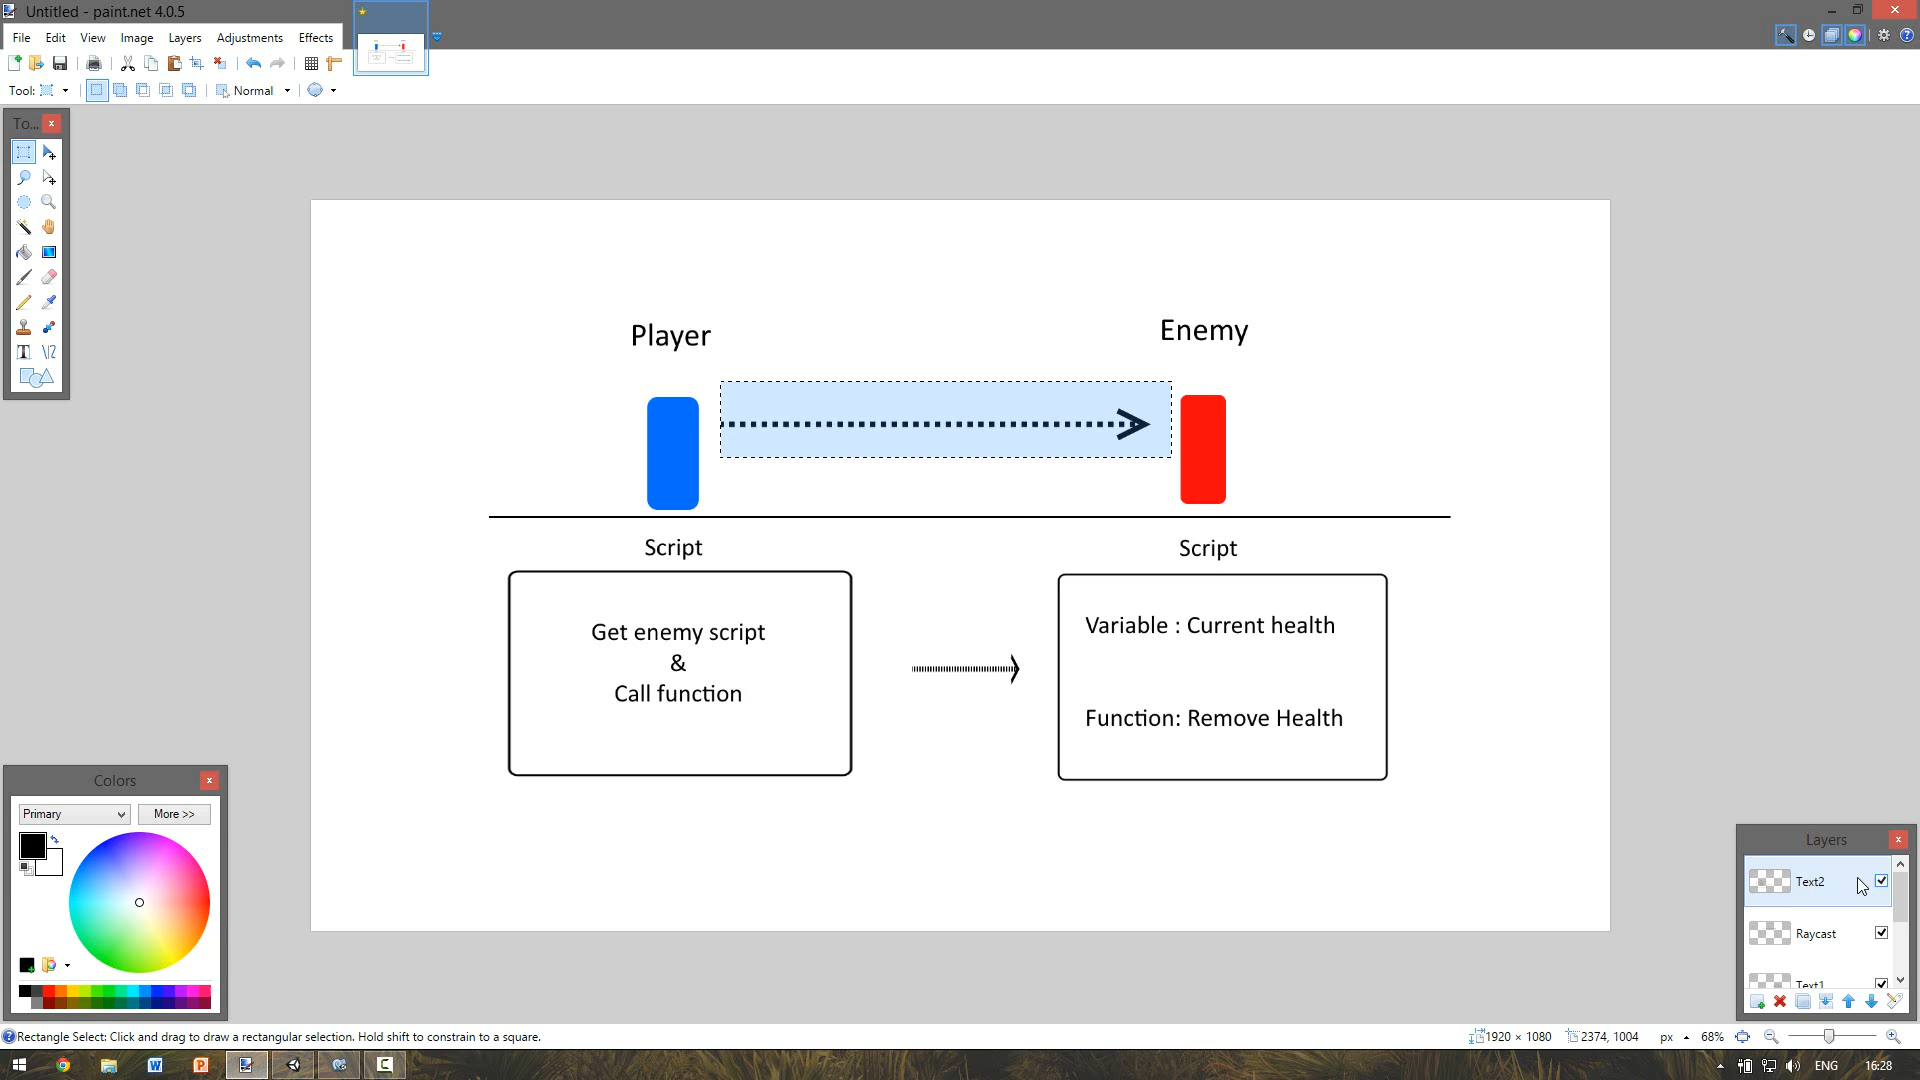 Untitled - paint.net 4.0.5
File Edit View Image Layers Adjustments Effects
Tool: Normal
To...
Player
Enemy
Script
Script
Get enemy script
&
Call function
Variable : Current health
Function: Remove Health
Colors
Primary
More >>
Layers
Text2
Raycast
Text1
Rectangle Select: Click and drag to draw a rectangular selection. Hold shift to constrain to a square.
1920 × 1080
2374, 1004
px
68%
ENG
16:28